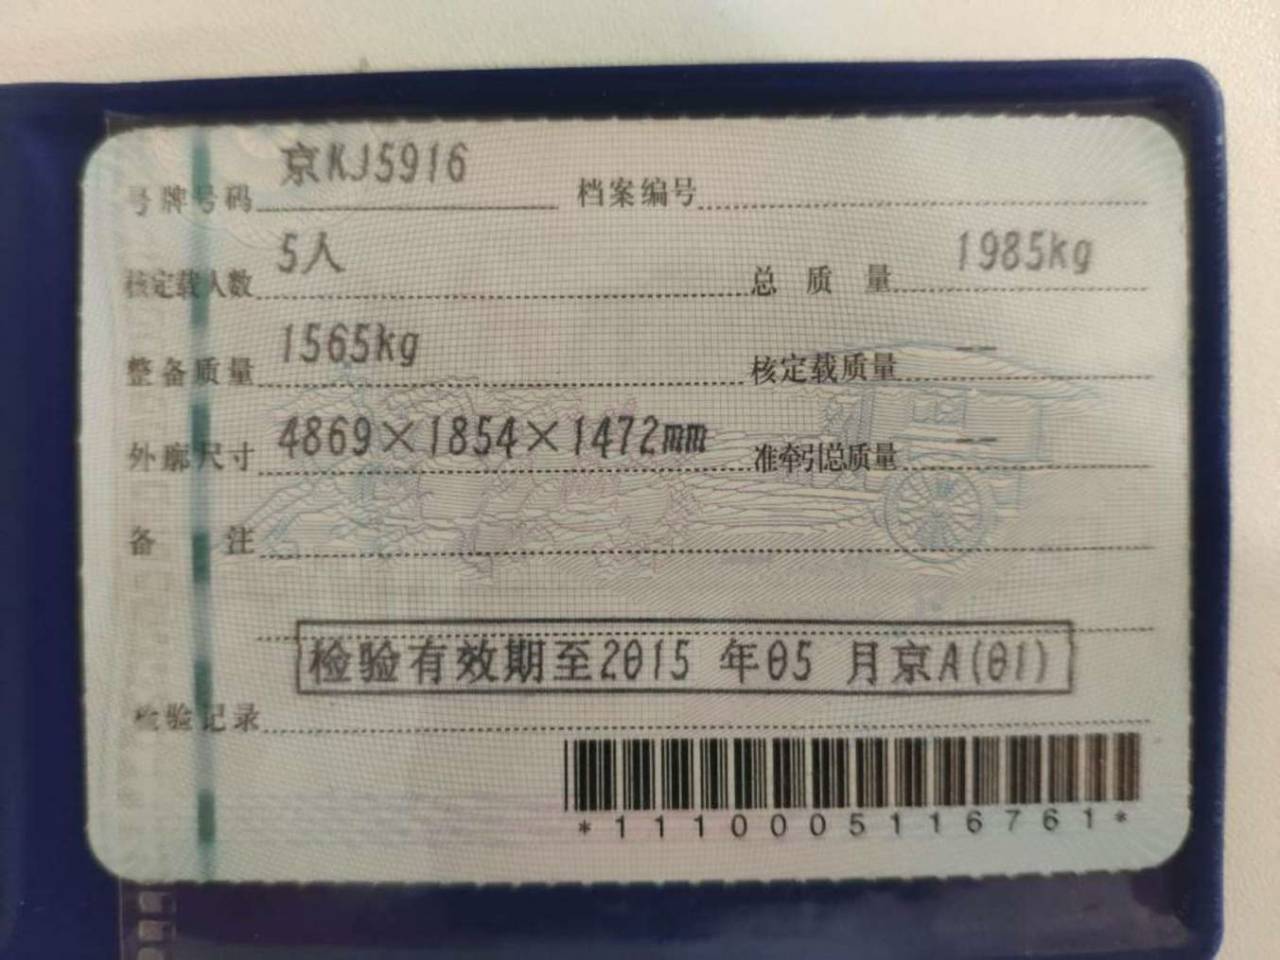 号牌号码 京KJ5916 档案编号
核定载人数 5人 总质量 1985kg
整备质量 1565kg 核定载质量 --
外廓尺寸 4869×1854×1472mm 准牵引总质量 --
备注
检验有效期至2015 年05 月京A(01)
检验记录
*1110005116761*